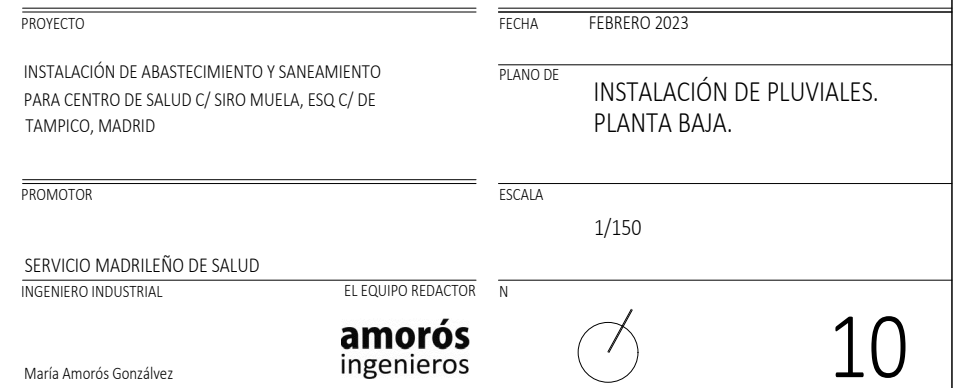 PROYECTO
INSTALACIÓN DE ABASTECIMIENTO Y SANEAMIENTO
PARA CENTRO DE SALUD C/ SIRO MUELA, ESQ C/ DE
TAMPICO, MADRID
FECHA FEBRERO 2023
PLANO DE
INSTALACIÓN DE PLUVIALES.
PLANTA BAJA.
PROMOTOR
SERVICIO MADRILEÑO DE SALUD
ESCALA
1/150
INGENIERO INDUSTRIAL
María Amorós Gonzálvez
EL EQUIPO REDACTOR
amorós
ingenieros
N
10